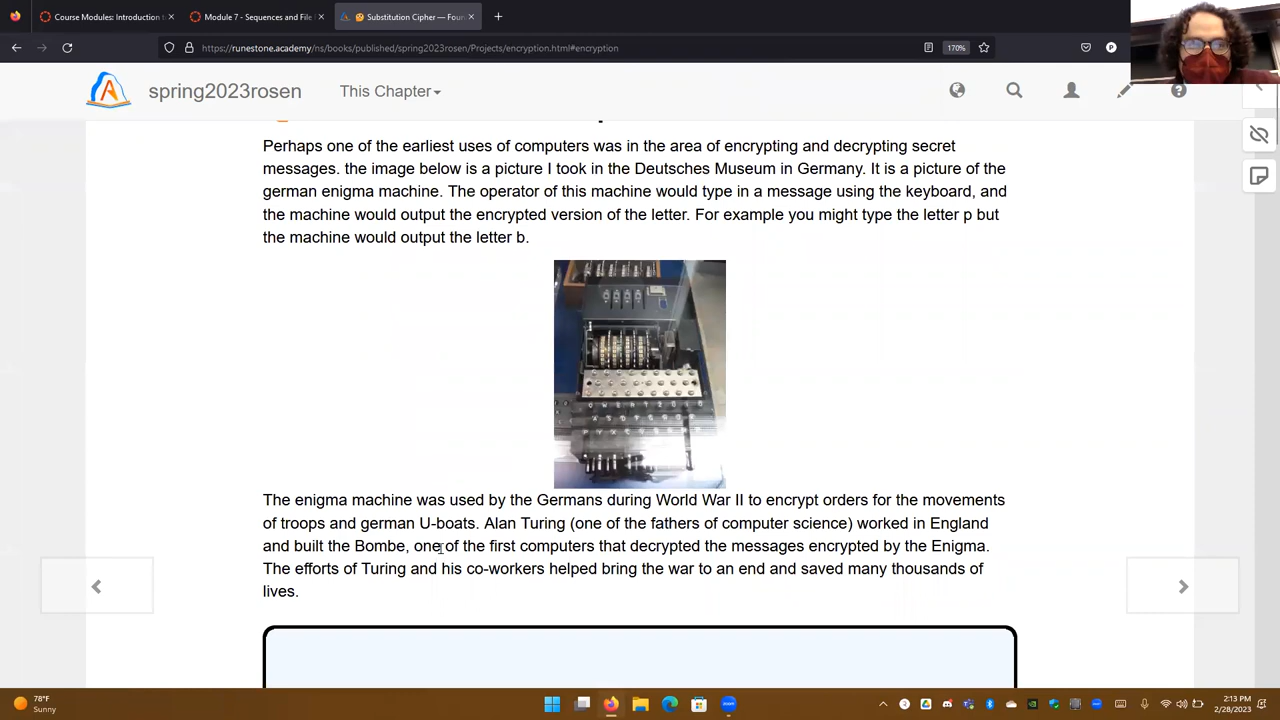 Course Modules: Introduction t
Module 7 - Sequences and File
Substitution Cipher — Foun
https://runestone.academy/ns/books/published/spring2023rosen/Projects/encryption.html#encryption
170%
spring2023rosen
This Chapter
Perhaps one of the earliest uses of computers was in the area of encrypting and decrypting secret
messages. the image below is a picture I took in the Deutsches Museum in Germany. It is a picture of the
german enigma machine. The operator of this machine would type in a message using the keyboard, and
the machine would output the encrypted version of the letter. For example you might type the letter p but
the machine would output the letter b.
The enigma machine was used by the Germans during World War II to encrypt orders for the movements
of troops and german U-boats. Alan Turing (one of the fathers of computer science) worked in England
and built the Bombe, one of the first computers that decrypted the messages encrypted by the Enigma.
The efforts of Turing and his co-workers helped bring the war to an end and saved many thousands of
lives.
78°F
Sunny
zoom
2:13 PM
2/28/2023